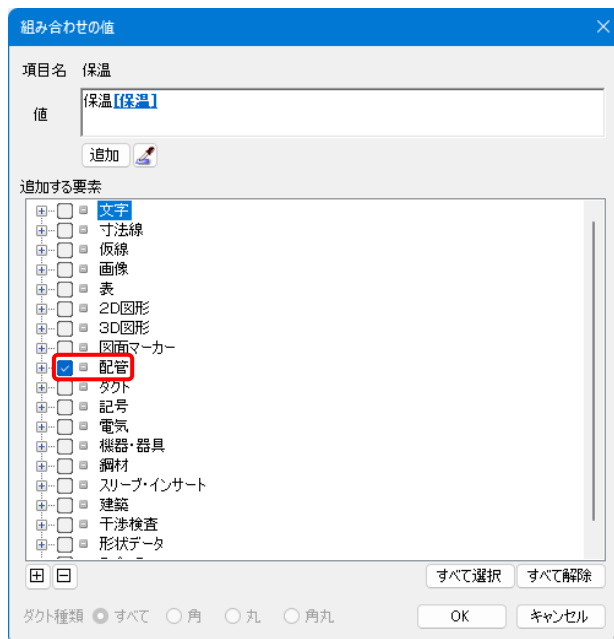 組み合わせの値
項目名 保温
値 保温[(保温)]
追加
追加する要素
文字
寸法線
仮線
画像
表
2D図形
3D図形
図面マーカー
配管
ダクト
記号
電気
機器・器具
鋼材
スリーブ・インサート
建築
干渉検査
形状データ
すべて選択 すべて解除
ダクト種類 すべて 角 丸 角丸
OK キャンセル